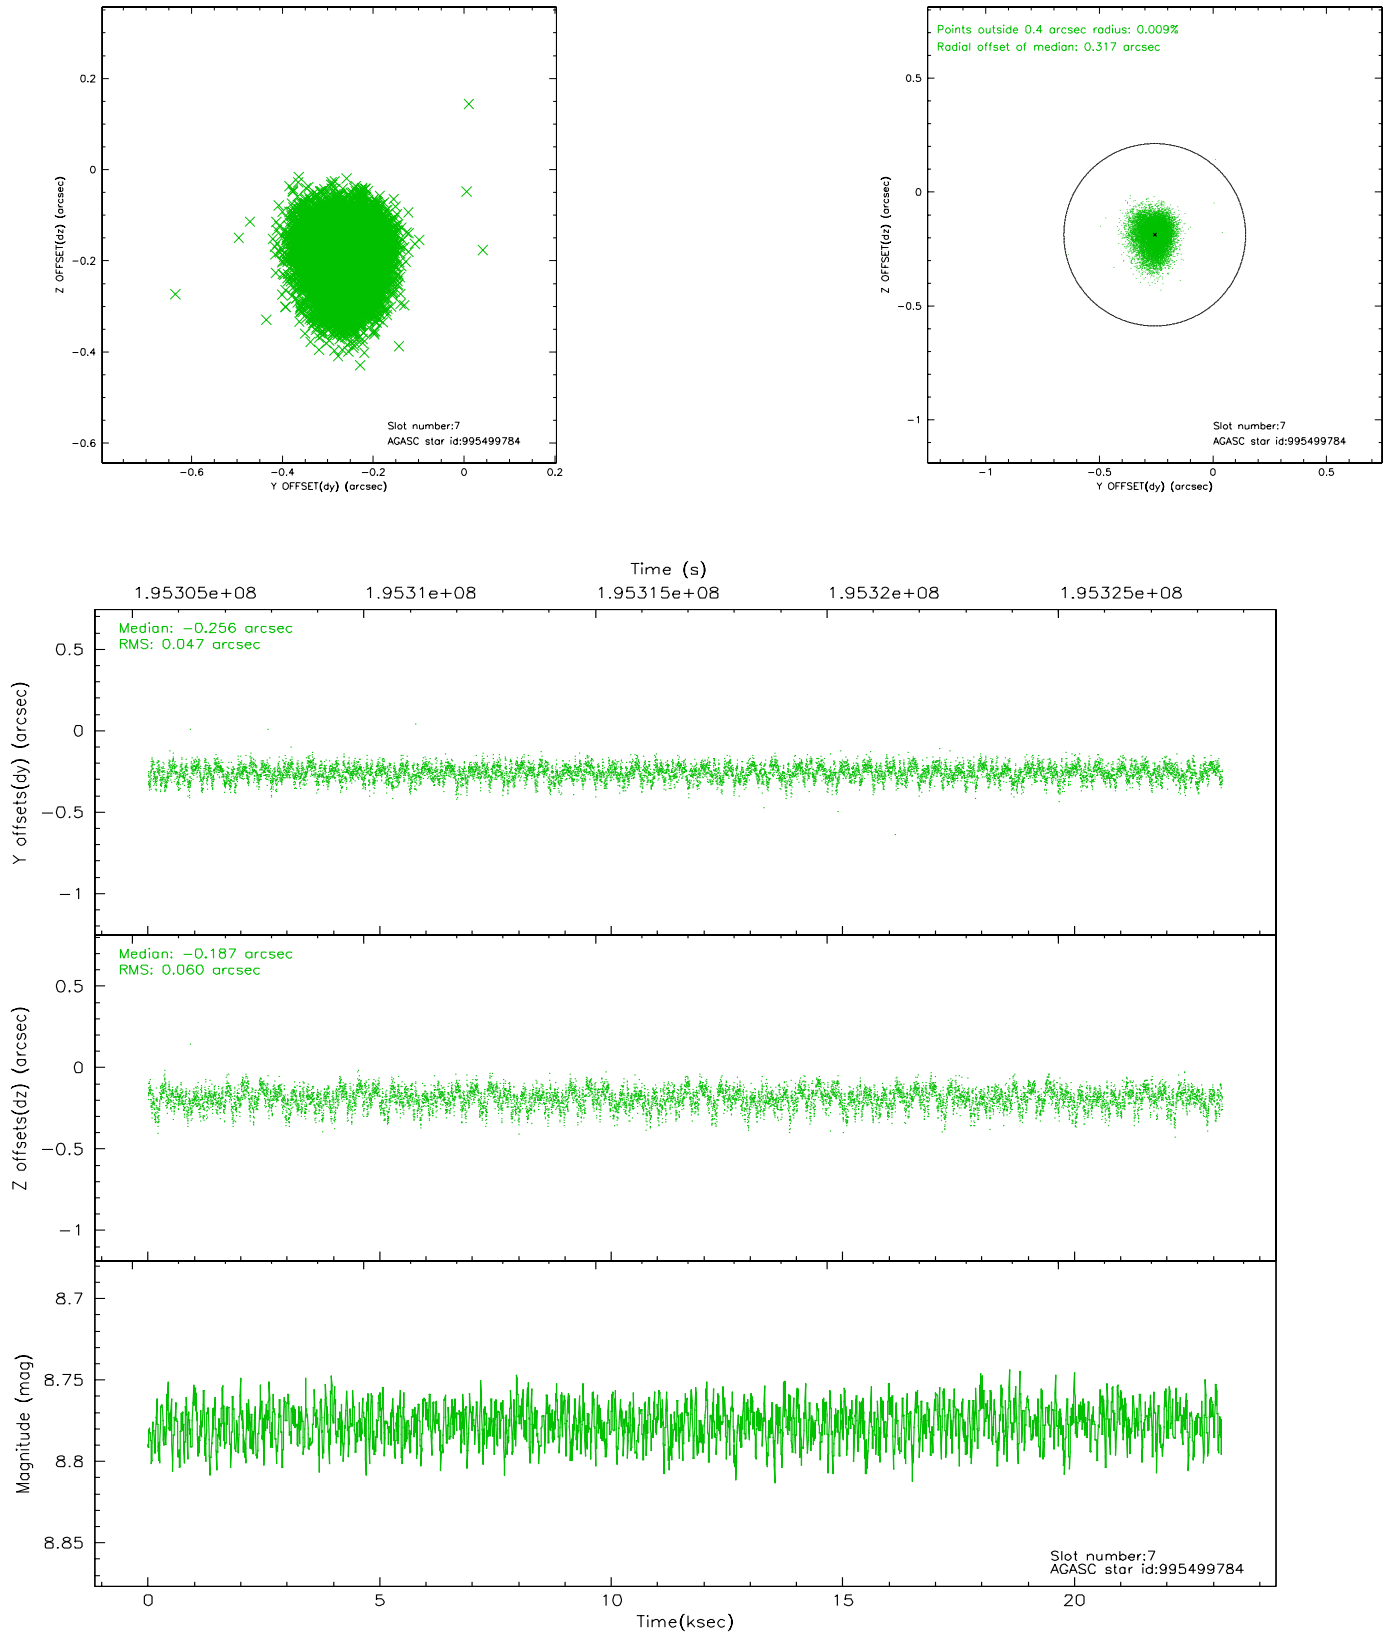 0.2
0
−0.2
−0.4
−0.6
Z OFFSET(dz) (arcsec)
Slot number:7
AGASC star id:995499784
−0.6 −0.4 −0.2 0 0.2
Y OFFSET(dy) (arcsec)
Points outside 0.4 arcsec radius: 0.009%
Radial offset of median: 0.317 arcsec
0.5
0
−0.5
−1
Z OFFSET(dz) (arcsec)
Slot number:7
AGASC star id:995499784
−1 −0.5 0 0.5
Y OFFSET(dy) (arcsec)
Time (s)
1.95305e+08 1.9531e+08 1.95315e+08 1.9532e+08 1.95325e+08
Median: −0.256 arcsec
RMS: 0.047 arcsec
0.5
0
−0.5
−1
Y offsets(dy) (arcsec)
Median: −0.187 arcsec
RMS: 0.060 arcsec
0.5
0
−0.5
−1
Z offsets(dz) (arcsec)
8.7
8.75
8.8
8.85
Magnitude (mag)
Slot number:7
AGASC star id:995499784
0 5 10 15 20
Time(ksec)